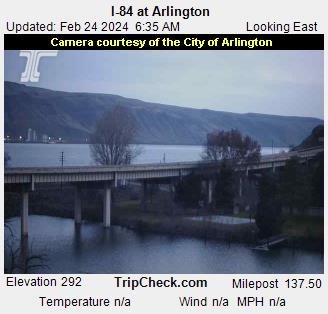 I-84 at Arlington
Updated: Feb 24 2024 6:35 AM Looking East
Camera courtesy of the City of Arlington
Elevation 292 TripCheck.com Milepost 137.50
Temperature n/a Wind n/a MPH n/a